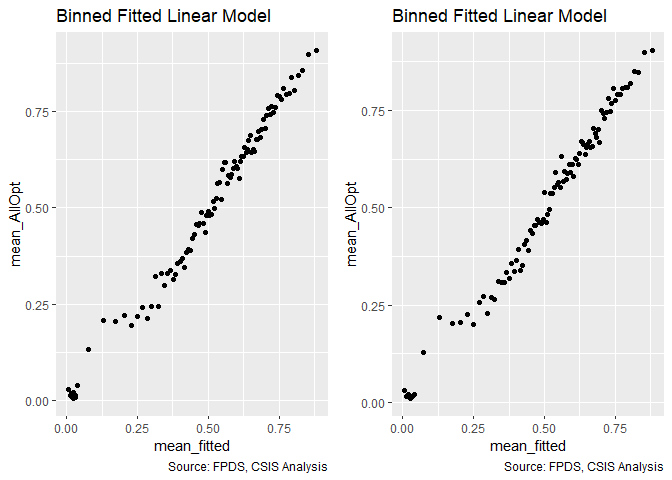 Binned Fitted Linear Model
mean_AllOpt
0.75
0.50
0.25
0.00
0.00 0.25 0.50 0.75
mean_fitted
Source: FPDS, CSIS Analysis
Binned Fitted Linear Model
mean_AllOpt
0.75
0.50
0.25
0.00
0.00 0.25 0.50 0.75
mean_fitted
Source: FPDS, CSIS Analysis